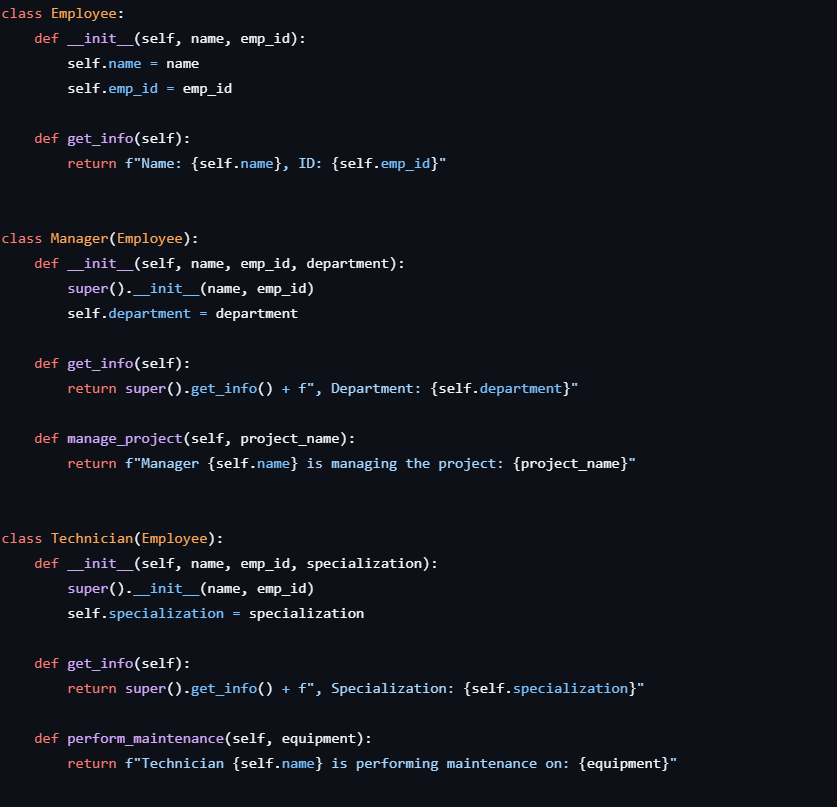 class Employee:
    def __init__(self, name, emp_id):
        self.name = name
        self.emp_id = emp_id

    def get_info(self):
        return f"Name: {self.name}, ID: {self.emp_id}"


class Manager(Employee):
    def __init__(self, name, emp_id, department):
        super().__init__(name, emp_id)
        self.department = department

    def get_info(self):
        return super().get_info() + f", Department: {self.department}"

    def manage_project(self, project_name):
        return f"Manager {self.name} is managing the project: {project_name}"


class Technician(Employee):
    def __init__(self, name, emp_id, specialization):
        super().__init__(name, emp_id)
        self.specialization = specialization

    def get_info(self):
        return super().get_info() + f", Specialization: {self.specialization}"

    def perform_maintenance(self, equipment):
        return f"Technician {self.name} is performing maintenance on: {equipment}"